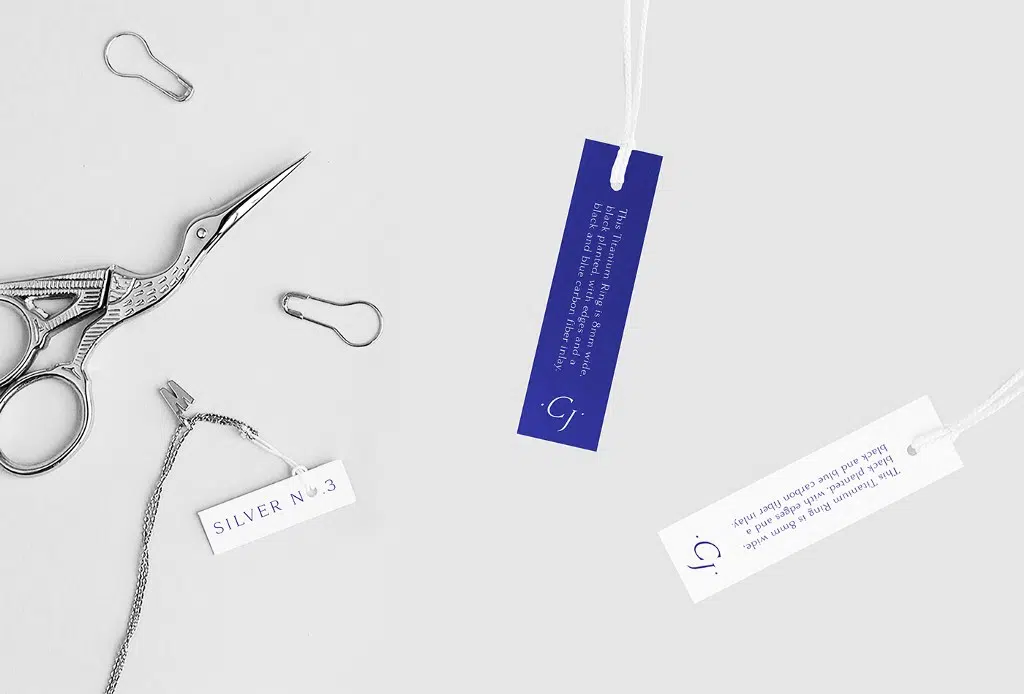 This Titanium Ring is 8mm wide,
black planted, with edges and a
black and blue carbon fiber inlay.
·CJ·
SILVER N .3
This Titanium Ring is 8mm wide,
black planted, with edges and a
black and blue carbon fiber inlay.
·CJ·